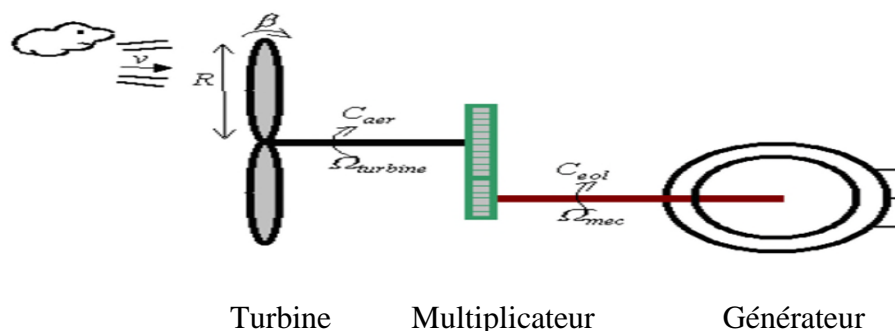 β
v
R
C_aer
Ω_turbine
C_eol
Ω_mec
Turbine Multiplicateur Générateur